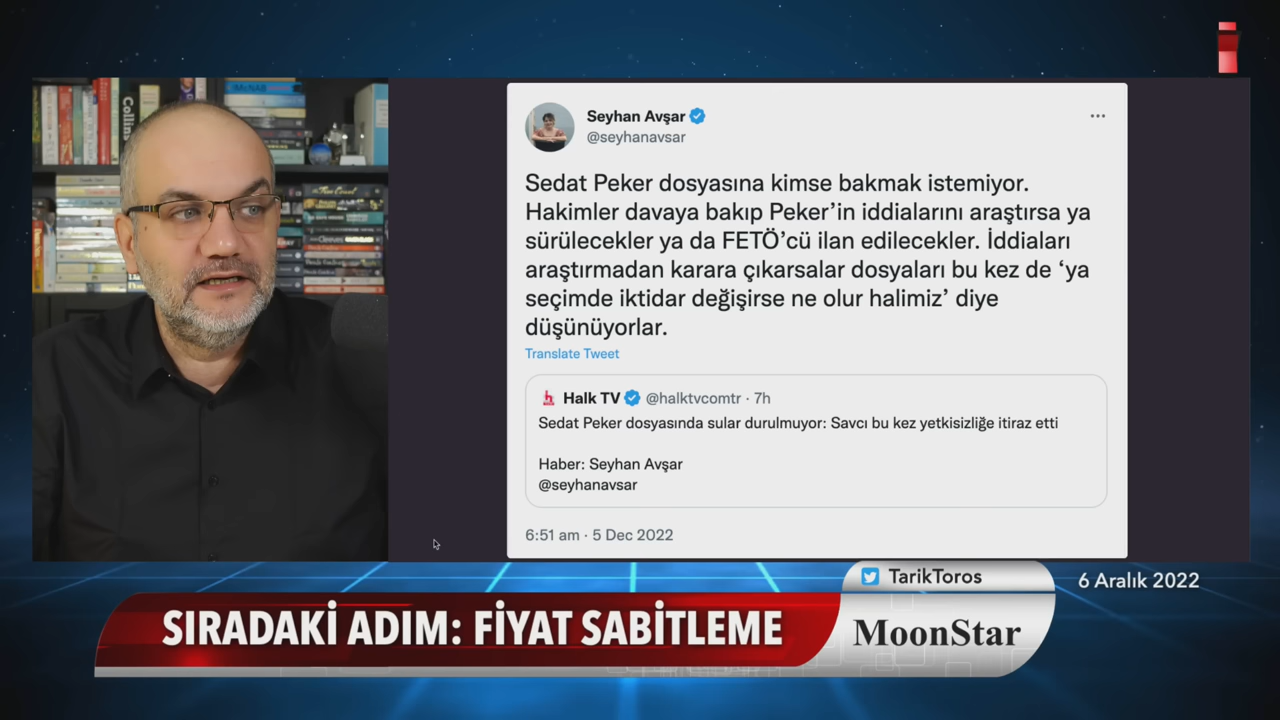 Collins
Seyhan Avşar
@seyhanavsar
Sedat Peker dosyasına kimse bakmak istemiyor.
Hakimler davaya bakıp Peker’in iddialarını araştırsa ya
sürülecekler ya da FETÖ’cü ilan edilecekler. İddiaları
araştırmadan karara çıkarsalar dosyaları bu kez de ‘ya
seçimde iktidar değişirse ne olur halimiz’ diye
düşünüyorlar.
Translate Tweet
Halk TV @halktvcomtr · 7h
Sedat Peker dosyasında sular durulmuyor: Savcı bu kez yetkisizliğe itiraz etti
Haber: Seyhan Avşar
@seyhanavsar
6:51 am · 5 Dec 2022
TarikToros
6 Aralık 2022
SIRADAKİ ADIM: FİYAT SABİTLEME
MoonStar